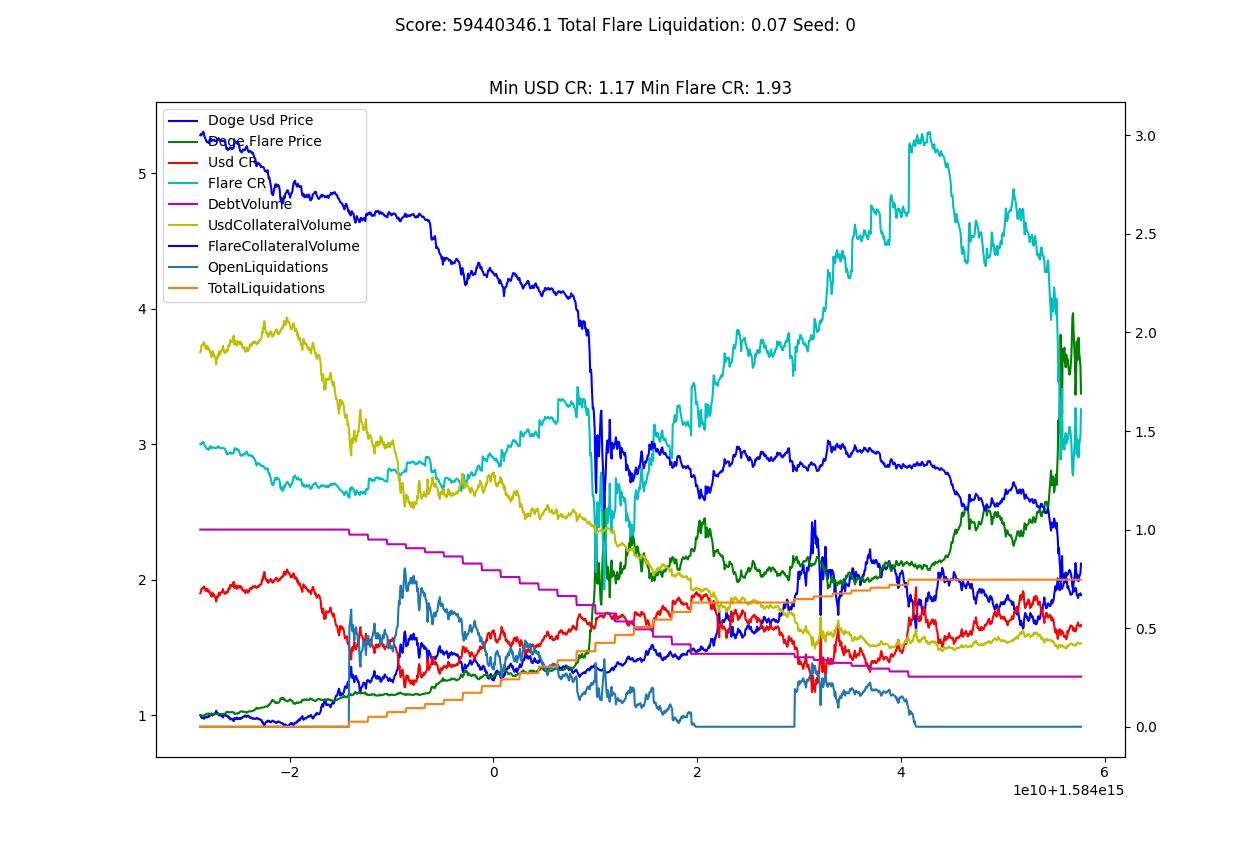 Score: 59440346.1 Total Flare Liquidation: 0.07 Seed: 0
Min USD CR: 1.17 Min Flare CR: 1.93
Doge Usd Price
Doge Flare Price
Usd CR
Flare CR
DebtVolume
UsdCollateralVolume
FlareCollateralVolume
OpenLiquidations
TotalLiquidations
5
4
3
2
1
3.0
2.5
2.0
1.5
1.0
0.5
0.0
−2
0
2
4
6
1e10+1.584e15